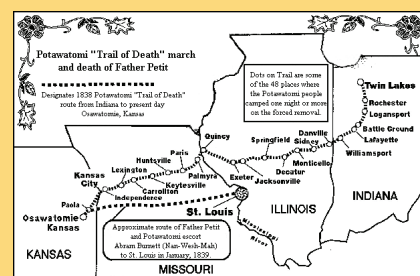 Potawatomi "Trail of Death" march
and death of Father Petit
Designates 1838 Potawatomi "Trail of Death"
route from Indiana to present day
Osawatomie, Kansas
Dots on Trail are some
of the 48 places where
the Potawatomi people
camped one night or more
on the forced removal.
Twin Lakes
Rochester
Logansport
Battle Ground
Lafayette
Williamsport
Danville
Sidney
Springfield
Monticello
Decatur
Jacksonville
Exeter
Quincy
Palmyra
Paris
Huntsville
Keytesville
Carrollton
Lexington
Independence
Kansas
City
Paola
Osawatomie
Kansas
St. Louis
Mississippi
River
ILLINOIS
INDIANA
KANSAS
MISSOURI
Approximate route of Father Petit
and Potawatomi escort
Abram Burnett (Nan-Wesh-Mah)
to St. Louis in January, 1839.